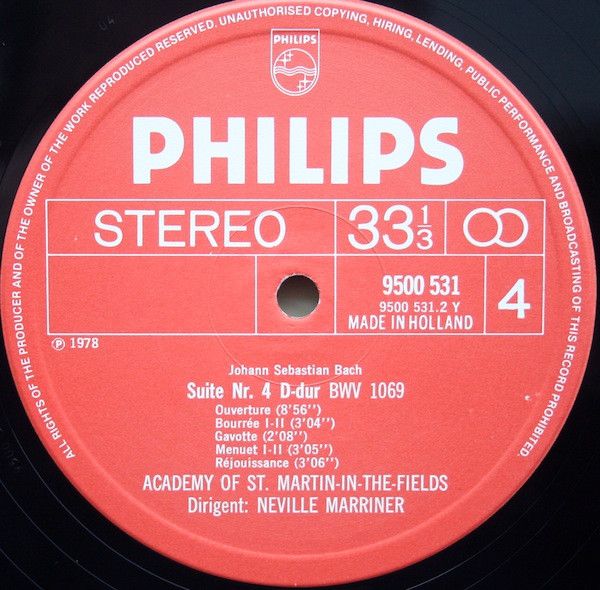 ALL RIGHTS OF THE PRODUCER AND OF THE OWNER OF THE WORK REPRODUCED RESERVED. UNAUTHORISED COPYING, HIRING, LENDING, PUBLIC PERFORMANCE AND BROADCASTING OF THIS RECORD PROHIBITED
PHILIPS
PHILIPS
STEREO 33⅓
9500 531
9500 531.2 Y
MADE IN HOLLAND
4
Ⓟ 1978
Johann Sebastian Bach
Suite Nr. 4 D-dur BWV 1069
Ouverture (8'56'')
Bourrée I-II (3'04'')
Gavotte (2'08'')
Menuet I-II (3'05'')
Réjouissance (3'06'')
ACADEMY OF ST. MARTIN-IN-THE-FIELDS
Dirigent: NEVILLE MARRINER